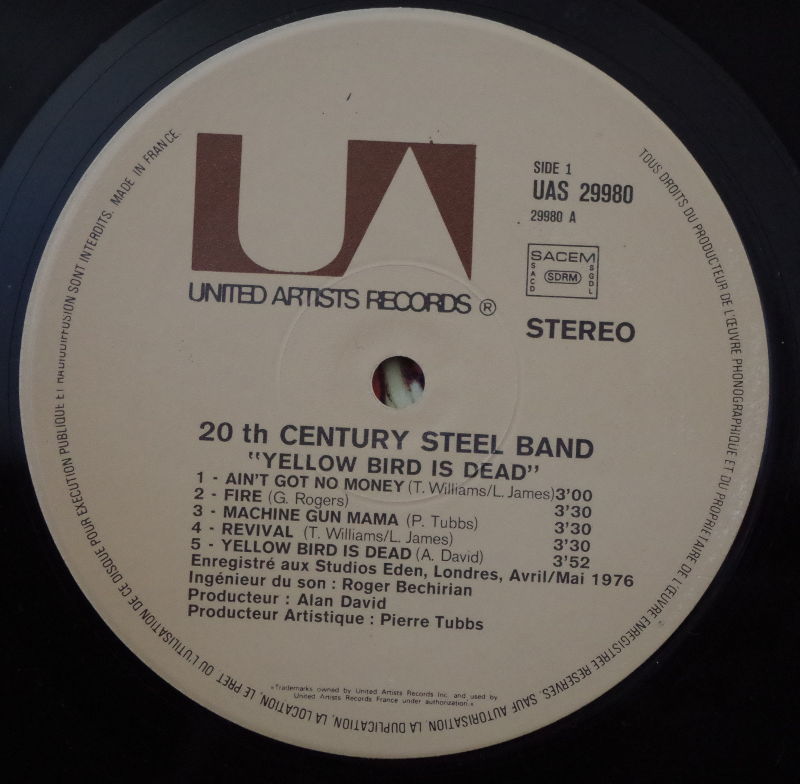 SIDE 1
UAS 29980
29980 A
UNITED ARTISTS RECORDS ®
SACEM
SACD
SDRM
SGDL
STEREO
20 th CENTURY STEEL BAND
"YELLOW BIRD IS DEAD"
1 - AIN'T GOT NO MONEY (T. Williams/L. James) 3'00
2 - FIRE (G. Rogers) 3'30
3 - MACHINE GUN MAMA (P. Tubbs) 3'30
4 - REVIVAL (T. Williams/L. James) 3'30
5 - YELLOW BIRD IS DEAD (A. David) 3'52
Enregistré aux Studios Eden, Londres, Avril/Mai 1976
Ingénieur du son : Roger Bechirian
Producteur : Alan David
Producteur Artistique : Pierre Tubbs
«Trademarks owned by United Artists Records Inc. and used by
United Artists Records France under authorization.»
TOUS DROITS DU PRODUCTEUR DE L'ŒUVRE PHONOGRAPHIQUE ET DU PROPRIETAIRE DE L'ŒUVRE ENREGISTREE RESERVES. SAUF AUTORISATION, LA DUPLICATION, LA LOCATION, LE PRET, OU L'UTILISATION DE CE DISQUE POUR EXECUTION PUBLIQUE ET RADIODIFFUSION SONT INTERDITS. MADE IN FRANCE